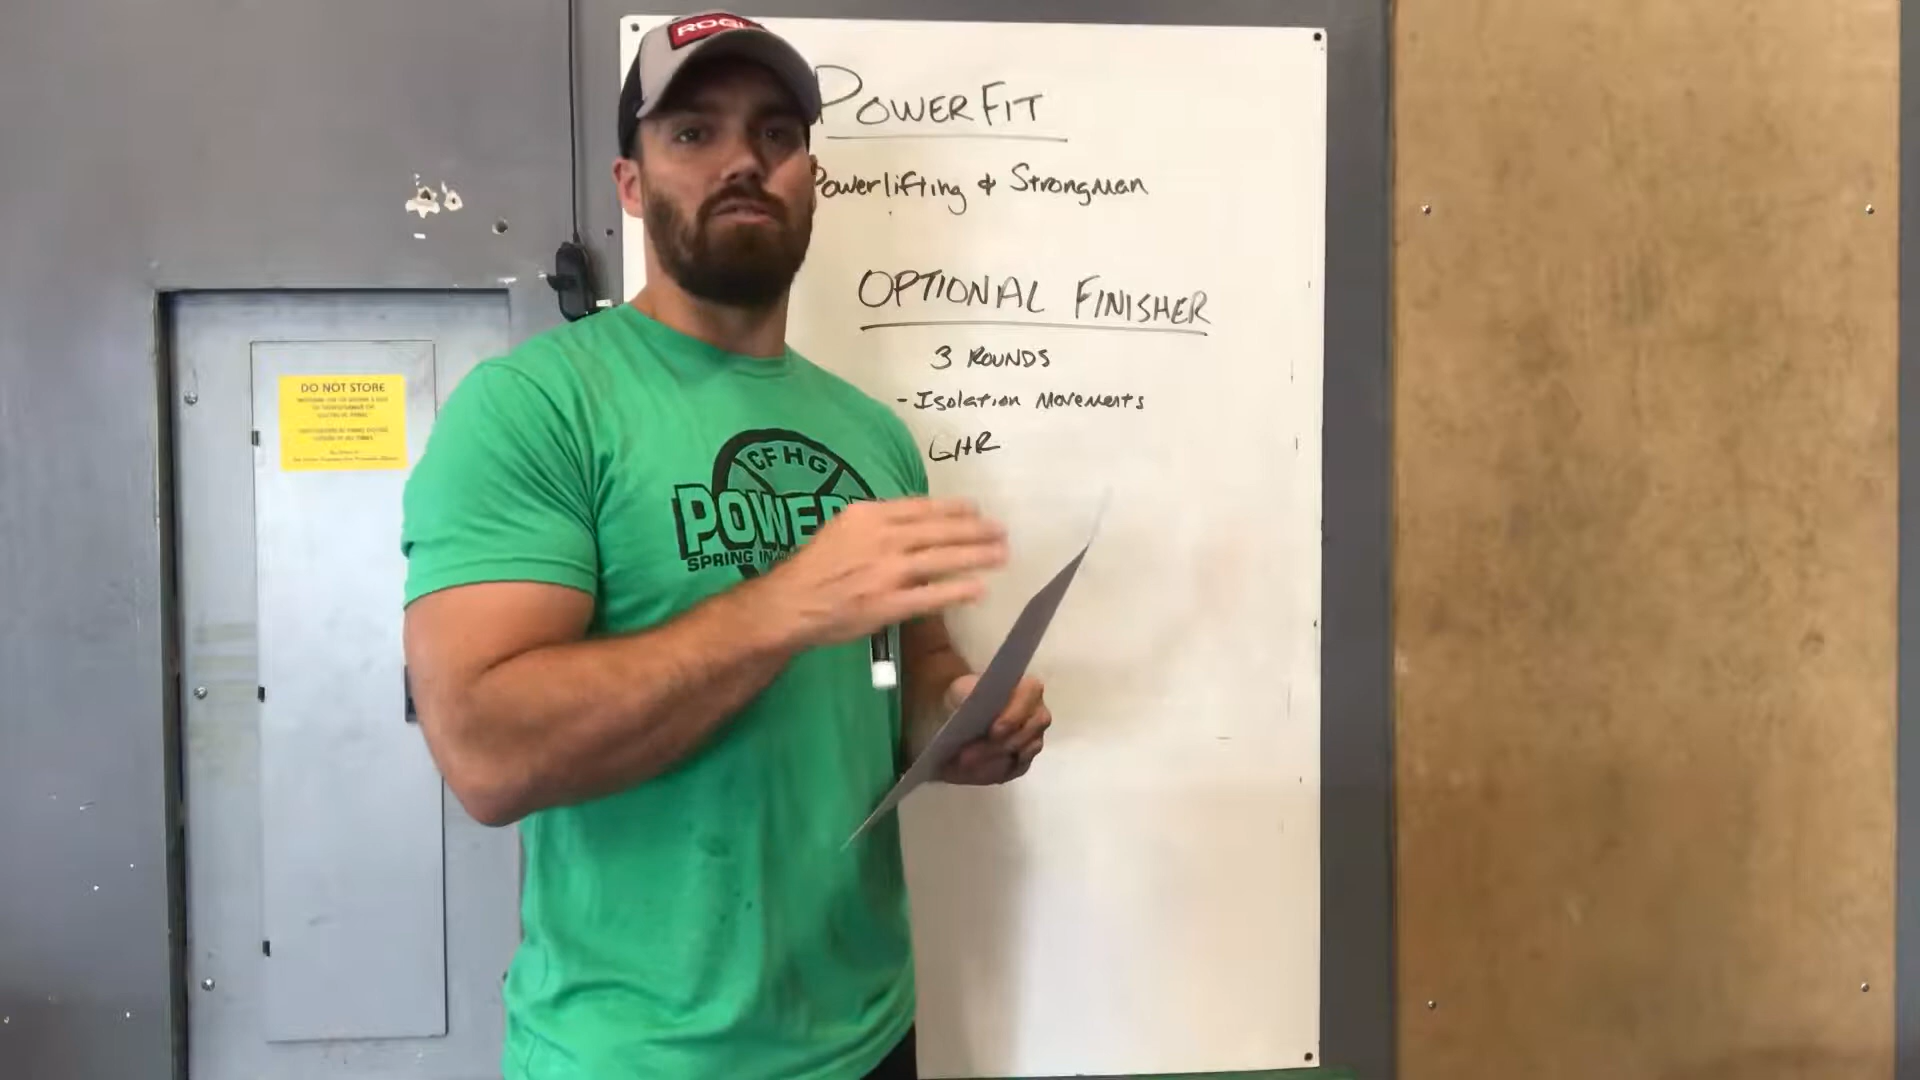 ROGUE
POWERFIT
Powerlifting & Strongman
OPTIONAL FINISHER
3 ROUNDS
- Isolation Movements
GHR
DO NOT STORE
CFHG
POWER
SPRING IN